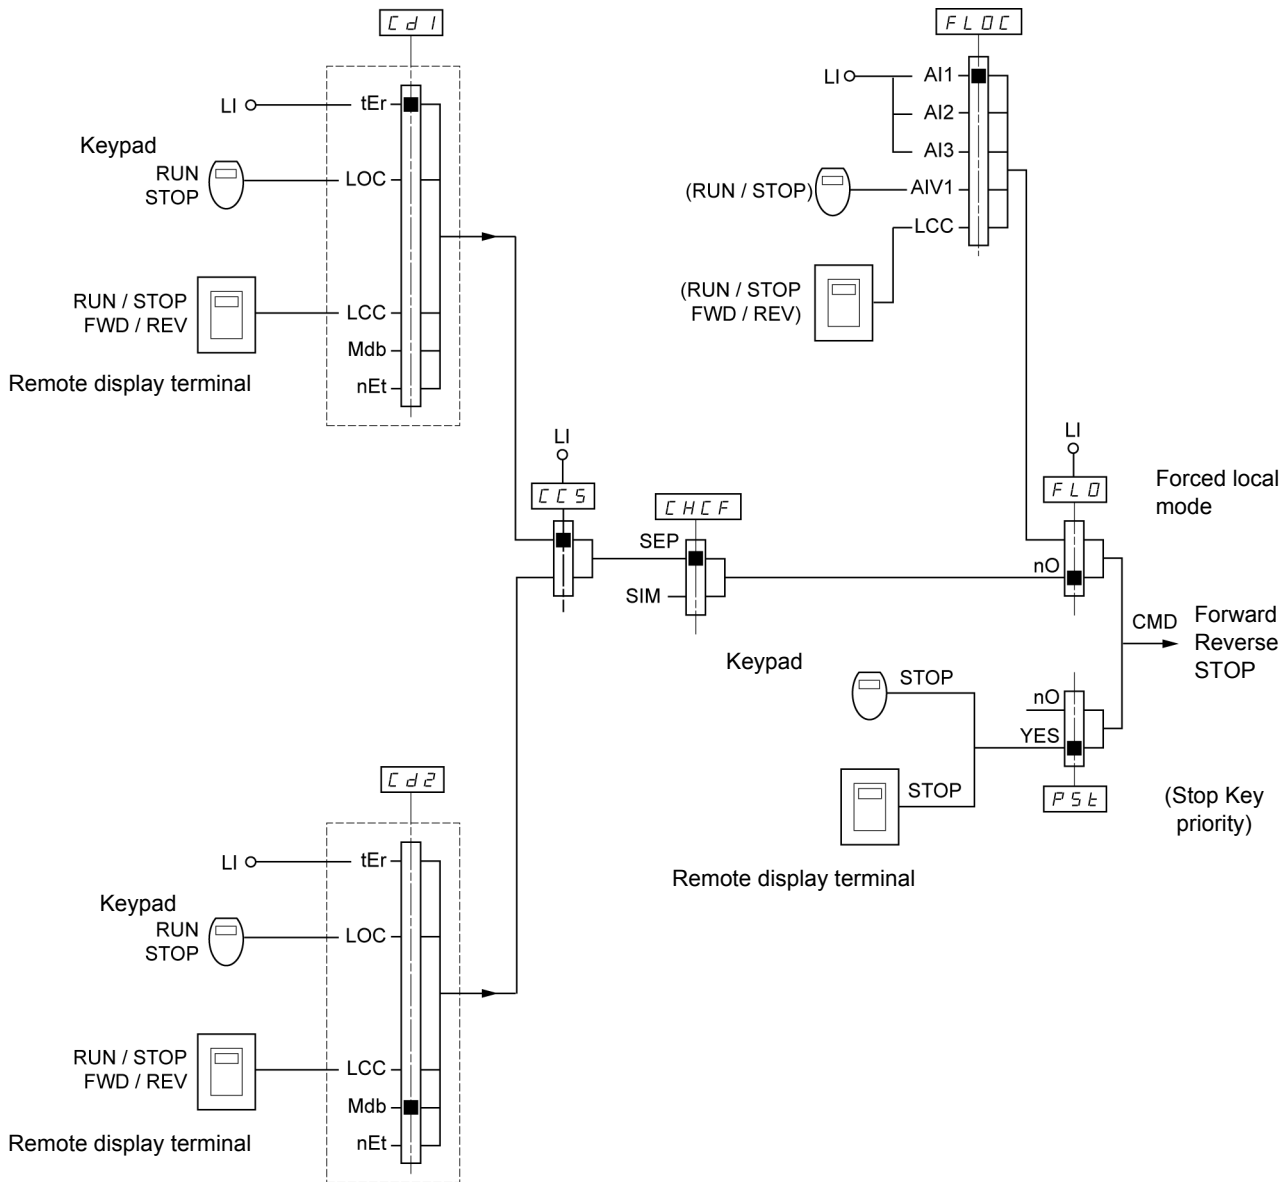 Cd1
LI
tEr
Keypad
RUN
STOP
LOC
RUN / STOP
FWD / REV
LCC
Mdb
nEt
Remote display terminal
FLOC
LI
AI1
AI2
AI3
(RUN / STOP)
AIV1
LCC
(RUN / STOP
FWD / REV)
LI
CCS
CHCF
SEP
SIM
LI
FLO
Forced local
mode
nO
CMD
Forward
Reverse
STOP
Keypad
STOP
nO
YES
STOP
PSt
(Stop Key
priority)
Remote display terminal
Cd2
LI
tEr
Keypad
RUN
STOP
LOC
RUN / STOP
FWD / REV
LCC
Mdb
nEt
Remote display terminal